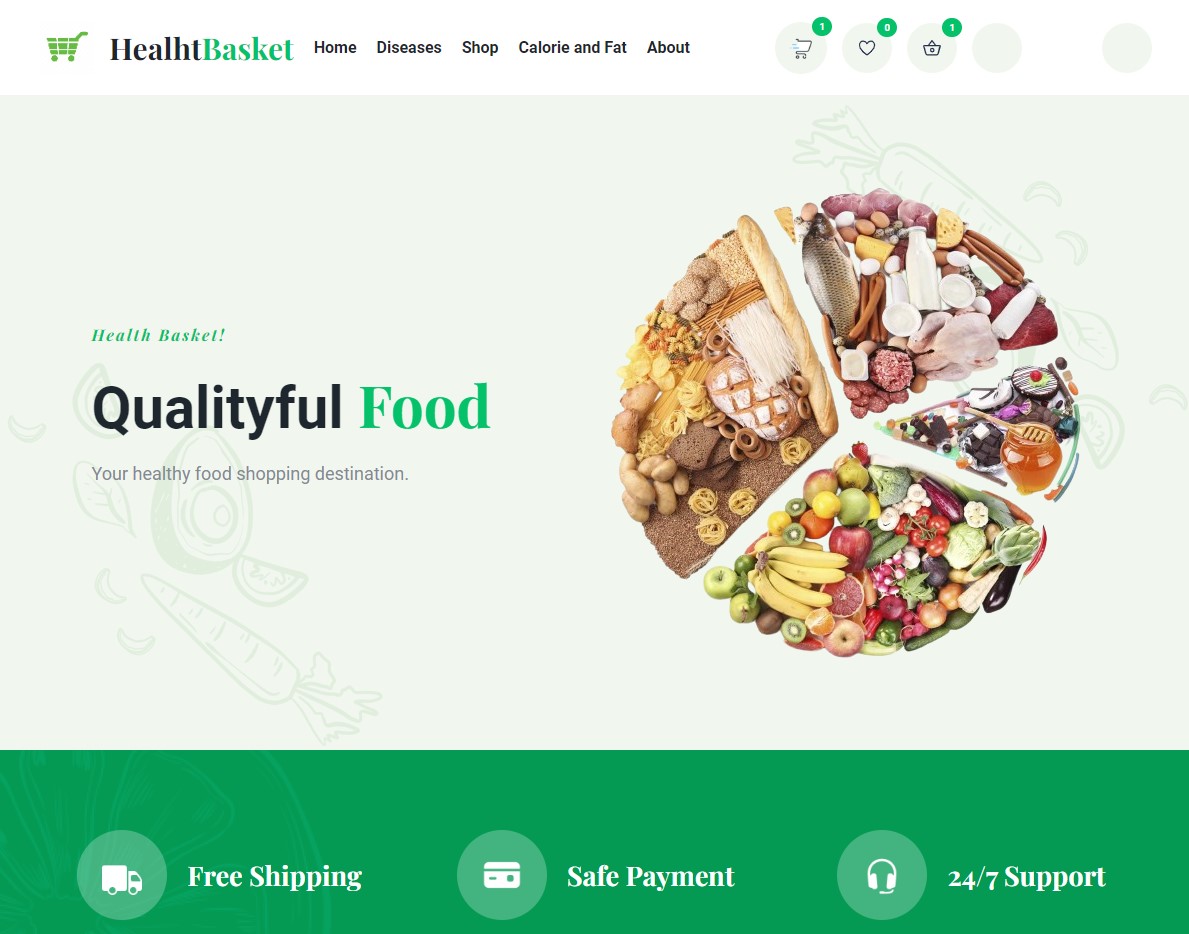 HealhtBasket Home Diseases Shop Calorie and Fat About 1 0 1
Health Basket!
Qualityful Food
Your healthy food shopping destination.
Free Shipping Safe Payment 24/7 Support